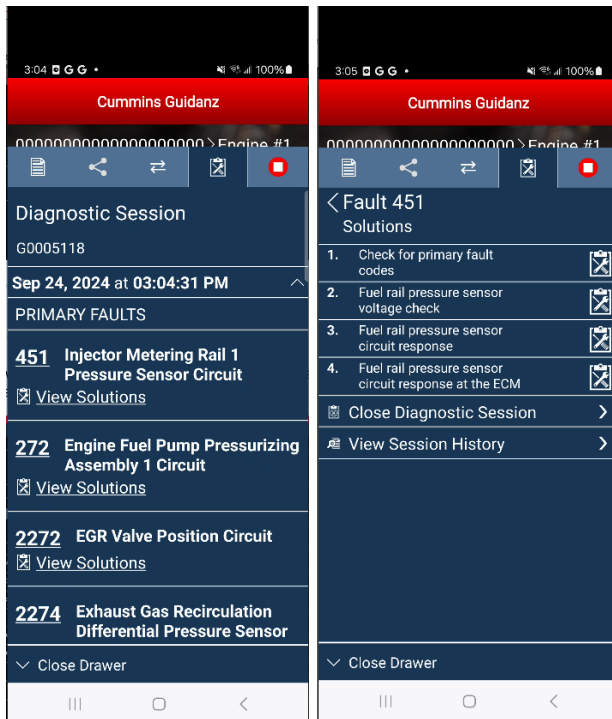 3:04 G G •
100%
Cummins Guidanz
00000000000000000000 > Engine #1
Diagnostic Session
G0005118
Sep 24, 2024 at 03:04:31 PM
PRIMARY FAULTS
451 Injector Metering Rail 1
Pressure Sensor Circuit
View Solutions
272 Engine Fuel Pump Pressurizing
Assembly 1 Circuit
View Solutions
2272 EGR Valve Position Circuit
View Solutions
2274 Exhaust Gas Recirculation
Differential Pressure Sensor
Close Drawer
3:05 G G •
100%
Cummins Guidanz
00000000000000000000 > Engine #1
Fault 451
Solutions
1. Check for primary fault
codes
2. Fuel rail pressure sensor
voltage check
3. Fuel rail pressure sensor
circuit response
4. Fuel rail pressure sensor
circuit response at the ECM
Close Diagnostic Session
View Session History
Close Drawer